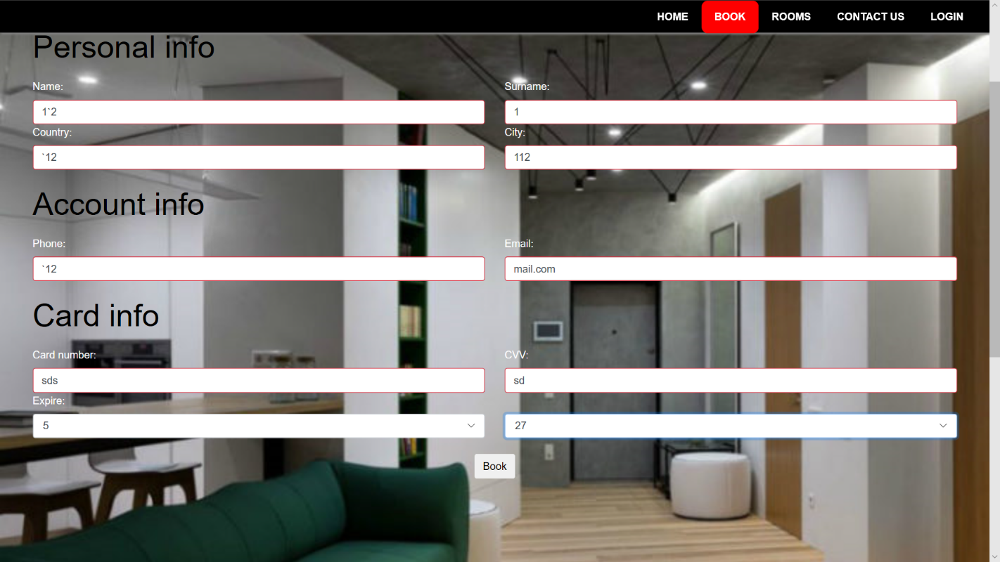 HOME BOOK ROOMS CONTACT US LOGIN
Personal info
Name: Surname:
1`2 1
Country: City:
`12 112
Account info
Phone: Email:
`12 mail.com
Card info
Card number: CVV:
sds sd
Expire:
5 27
Book